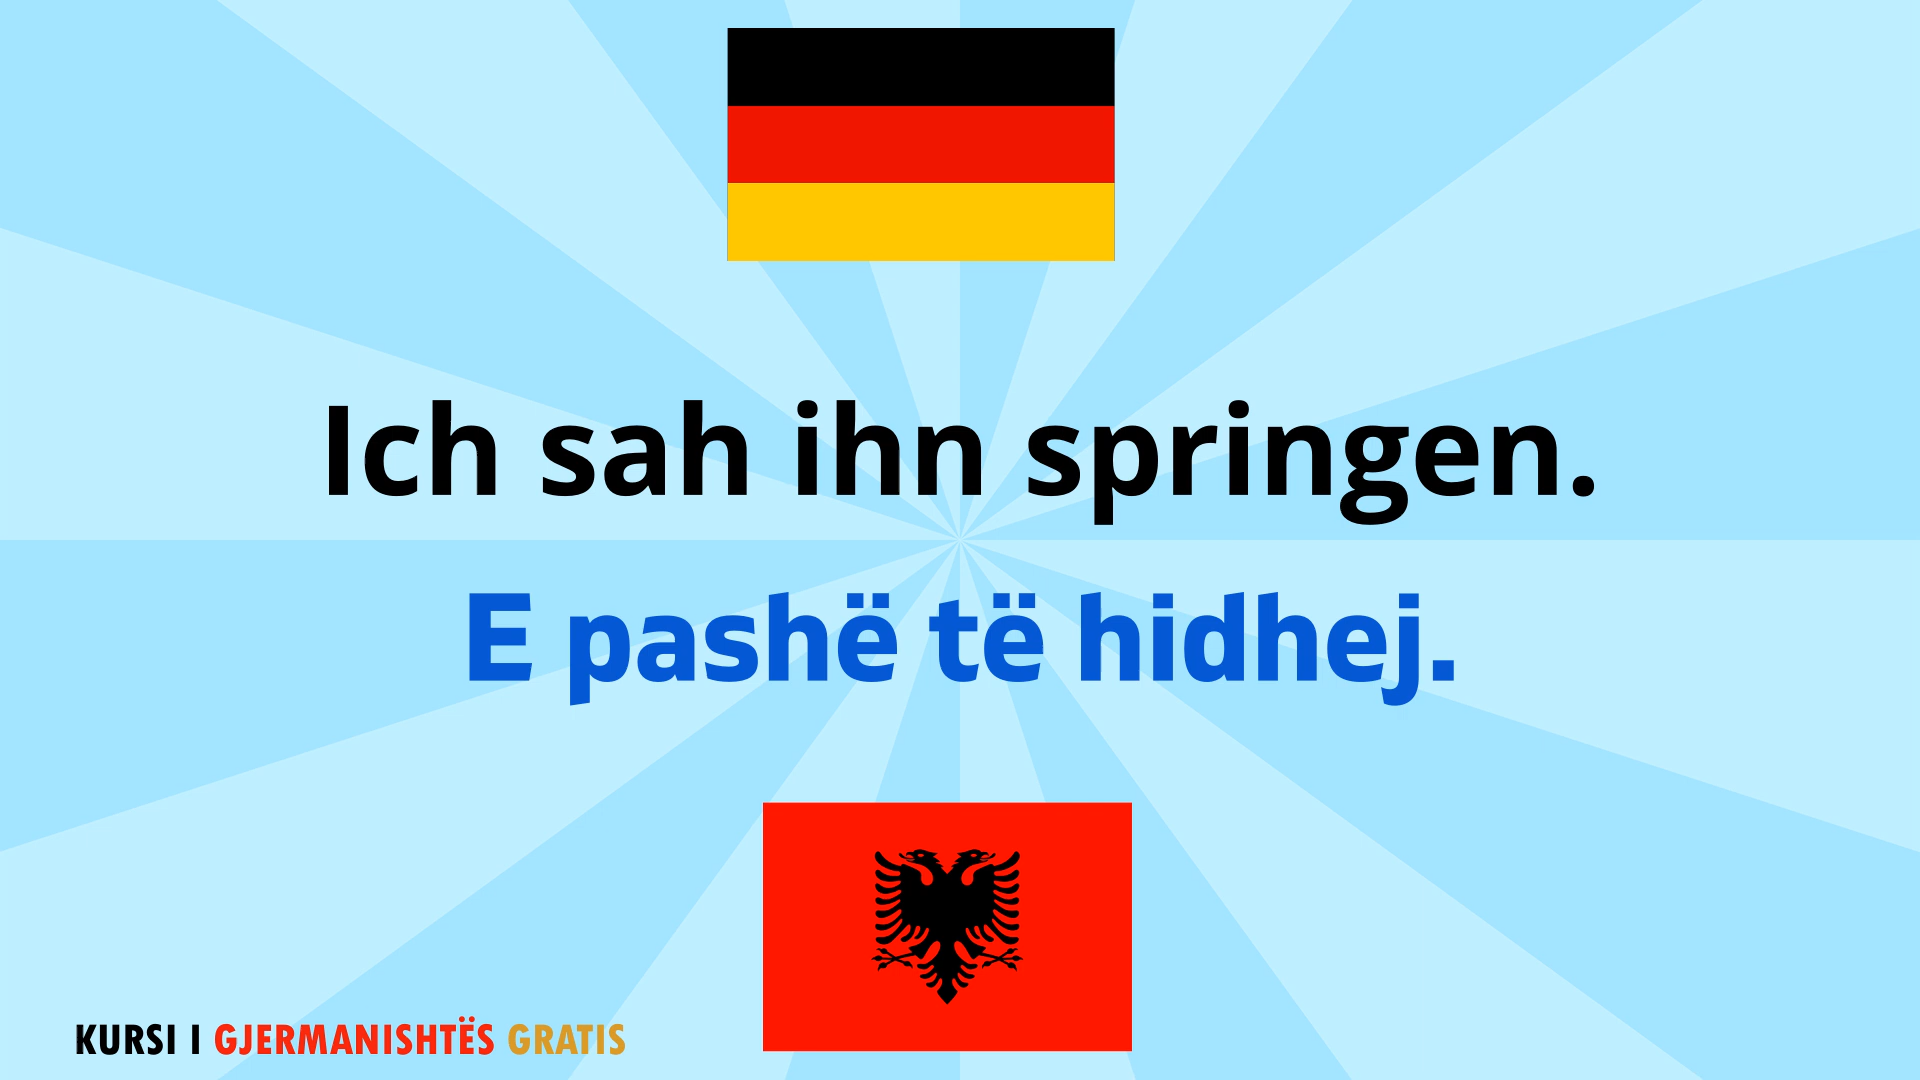 Ich sah ihn springen.
E pashë të hidhej.
KURSI I GJERMANISHTËS GRATIS